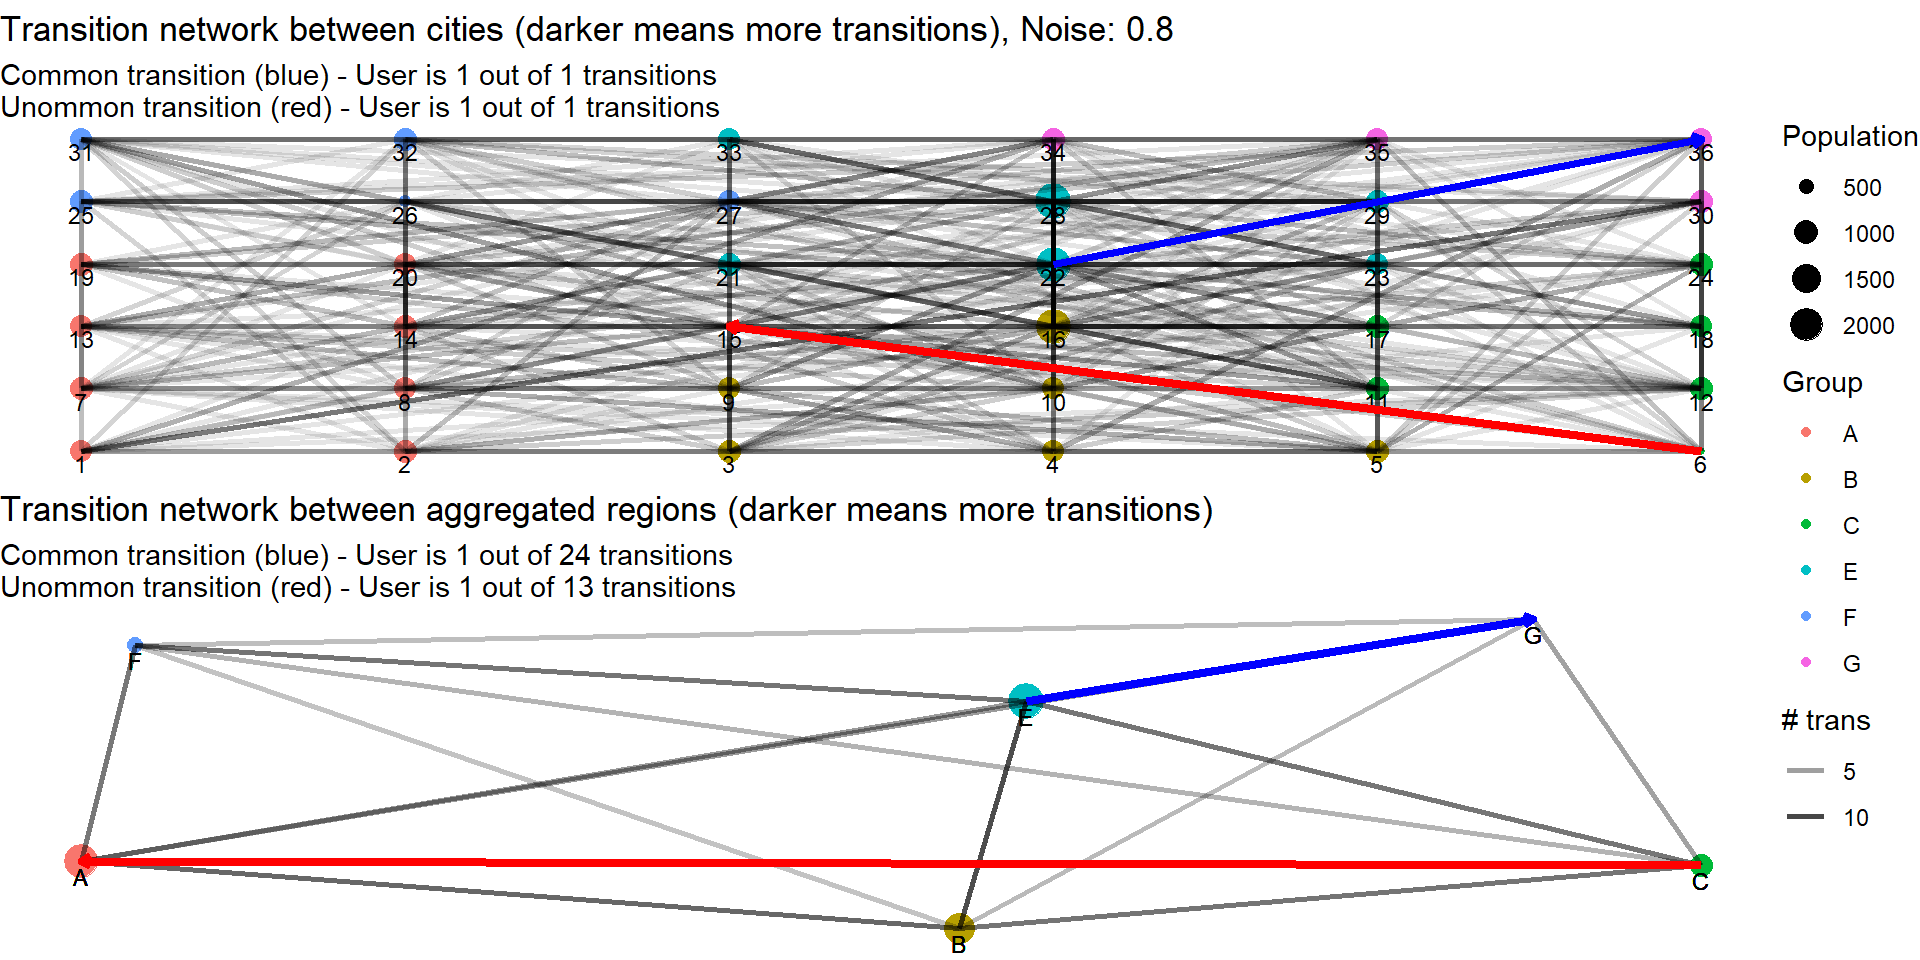 Transition network between cities (darker means more transitions), Noise: 0.8
Common transition (blue) - User is 1 out of 1 transitions
Unommon transition (red) - User is 1 out of 1 transitions
31 32 33 34 35 36
25 26 27 28 29 30
19 20 21 22 23 24
13 14 15 16 17 18
7 8 9 10 11 12
1 2 3 4 5 6
Population
500
1000
1500
2000
Group
A
B
C
E
F
G
# trans
5
10
Transition network between aggregated regions (darker means more transitions)
Common transition (blue) - User is 1 out of 24 transitions
Unommon transition (red) - User is 1 out of 13 transitions
G
F
E
A
C
B